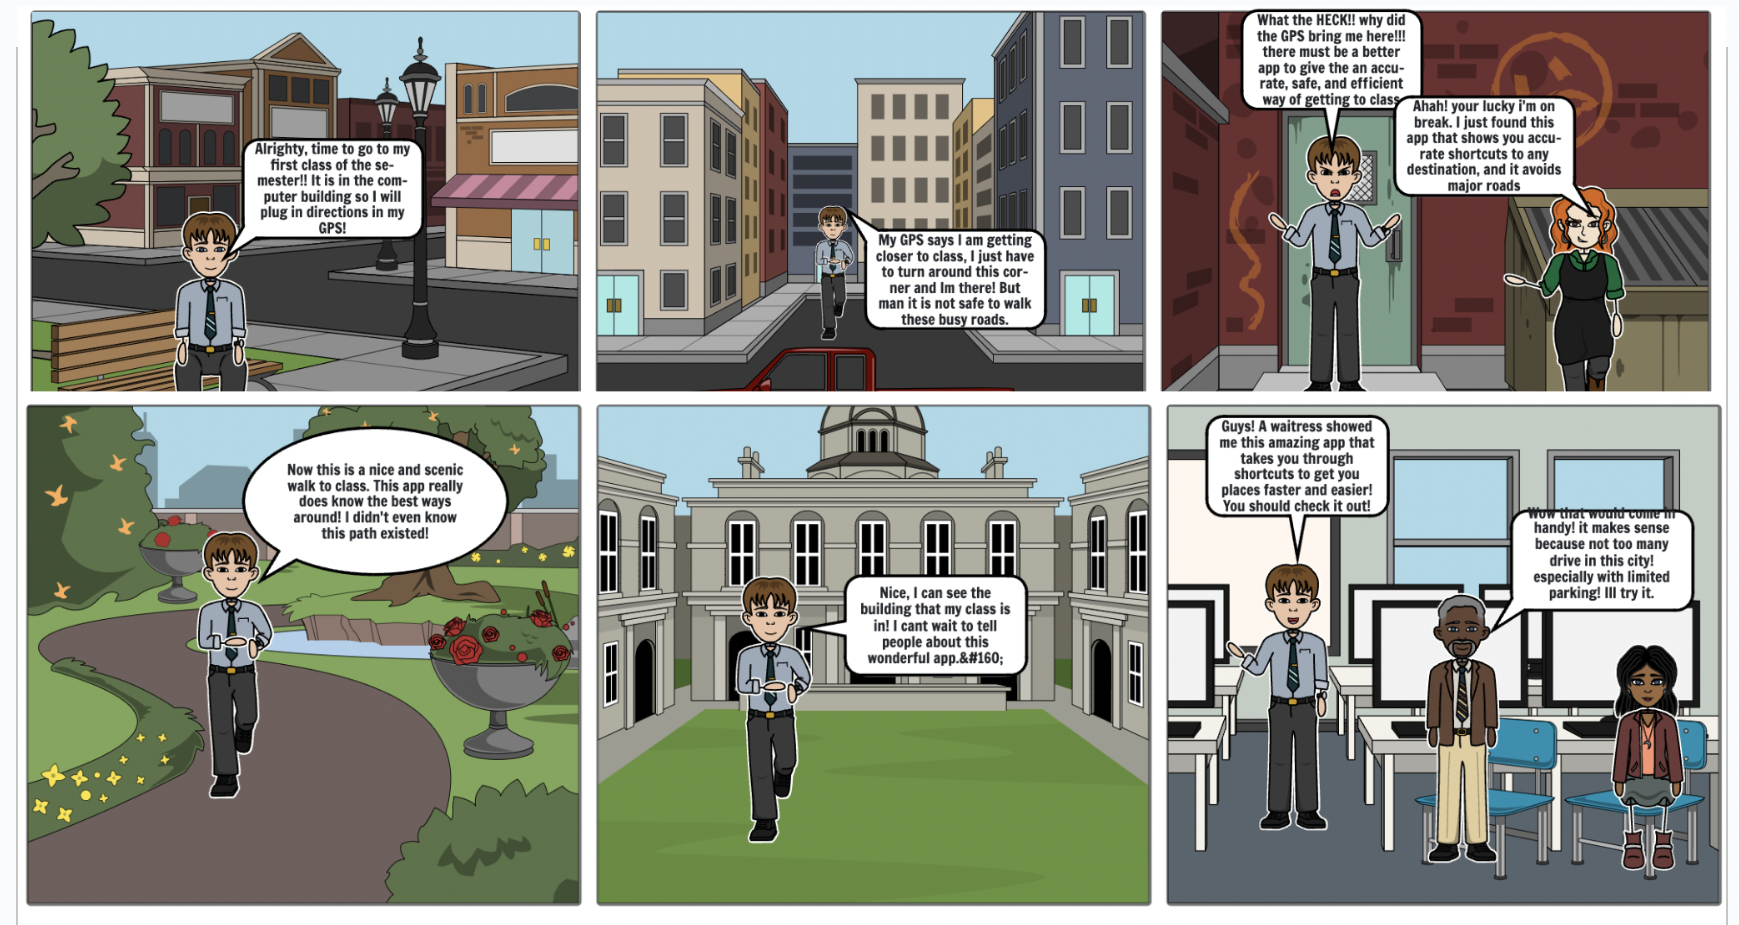 Alrighty, time to go to my
first class of the se-
mester!! It is in the com-
puter building so I will
plug in directions in my
GPS!
My GPS says I am getting
closer to class, I just have
to turn around this cor-
ner and Im there! But
man it is not safe to walk
these busy roads.
What the HECK!! why did
the GPS bring me here!!!
there must be a better
app to give the an accu-
rate, safe, and efficient
way of getting to class
Ahah! your lucky i'm on
break. I just found this
app that shows you accu-
rate shortcuts to any
destination, and it avoids
major roads
Now this is a nice and scenic
walk to class. This app really
does know the best ways
around! I didn't even know
this path existed!
Nice, I can see the
building that my class is
in! I cant wait to tell
people about this
wonderful app.&#160;
Guys! A waitress showed
me this amazing app that
takes you through
shortcuts to get you
places faster and easier!
You should check it out!
Wow that would come in
handy! it makes sense
because not too many
drive in this city!
especially with limited
parking! Ill try it.